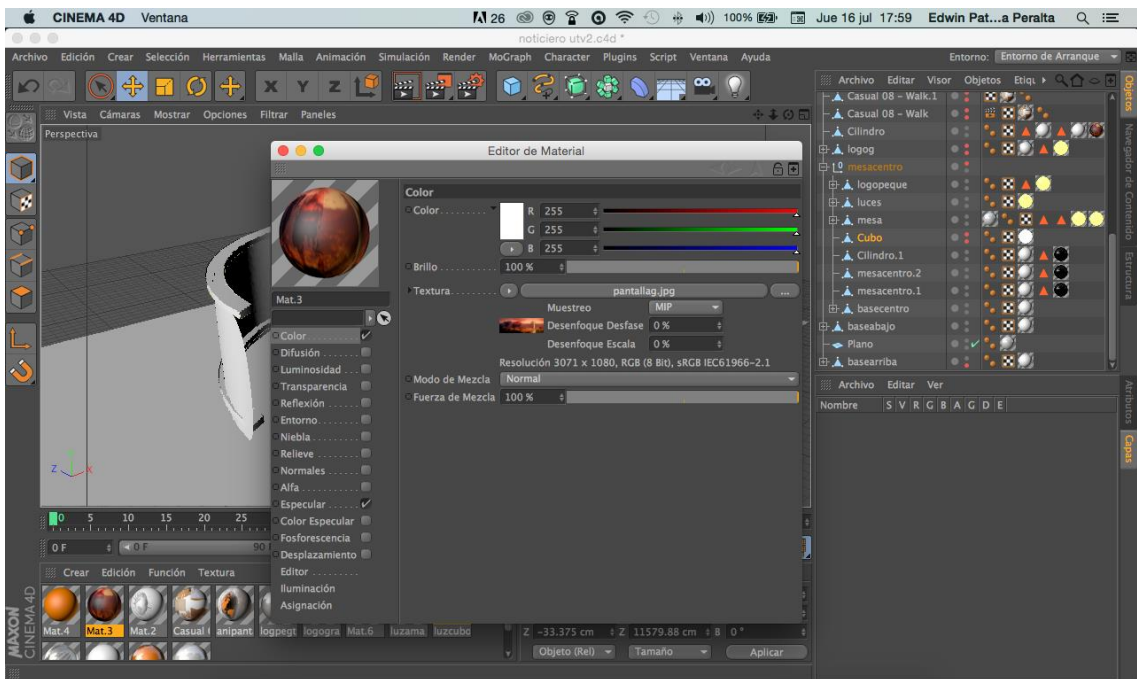 CINEMA 4D Ventana 26 100% Jue 16 jul 17:59 Edwin Pat...a Peralta
noticiero utv2.c4d *
Archivo Edición Crear Selección Herramientas Malla Animación Simulación Render MoGraph Character Plugins Script Ventana Ayuda Entorno: Entorno de Arranque
X Y Z
Archivo Editar Visor Objetos
Vista Cámaras Mostrar Opciones Filtrar Paneles
Perspectiva
Casual 08 - Walk.1
Casual 08 - Walk
Cilindro
logog
mesacentro
logopeque
luces
mesa
Cubo
Cilindro.1
mesacentro.2
mesacentro.1
basecentro
baseabajo
Plano
basearriba
Objetos
Navegador de Contenido
Estructura
Editor de Material
Mat.3
Color
Difusión
Luminosidad
Transparencia
Reflexión
Entorno
Niebla
Relieve
Normales
Alfa
Especular
Color Especular
Fosforescencia
Desplazamiento
Editor
Iluminación
Asignación
Color
Color R 255
G 255
B 255
Brillo 100 %
Textura pantallag.jpg ...
Muestreo MIP
Desenfoque Desfase 0 %
Desenfoque Escala 0 %
Resolución 3071 x 1080, RGB (8 Bit), sRGB IEC61966-2.1
Modo de Mezcla Normal
Fuerza de Mezcla 100 %
Archivo Editar Ver
Nombre S V R G B A G D E
Atributos
Capas
Z X
0 5 10 15 20 25
0 F 0 F
Crear Edición Función Textura
Mat.4 Mat.3 Mat.2 Casual anipant logpegt logogra Mat.6 luzama luzcubo
Z -33.375 cm Z 11579.88 cm B 0°
Objeto (Rel) Tamaño Aplicar
MAXON
CINEMA 4D